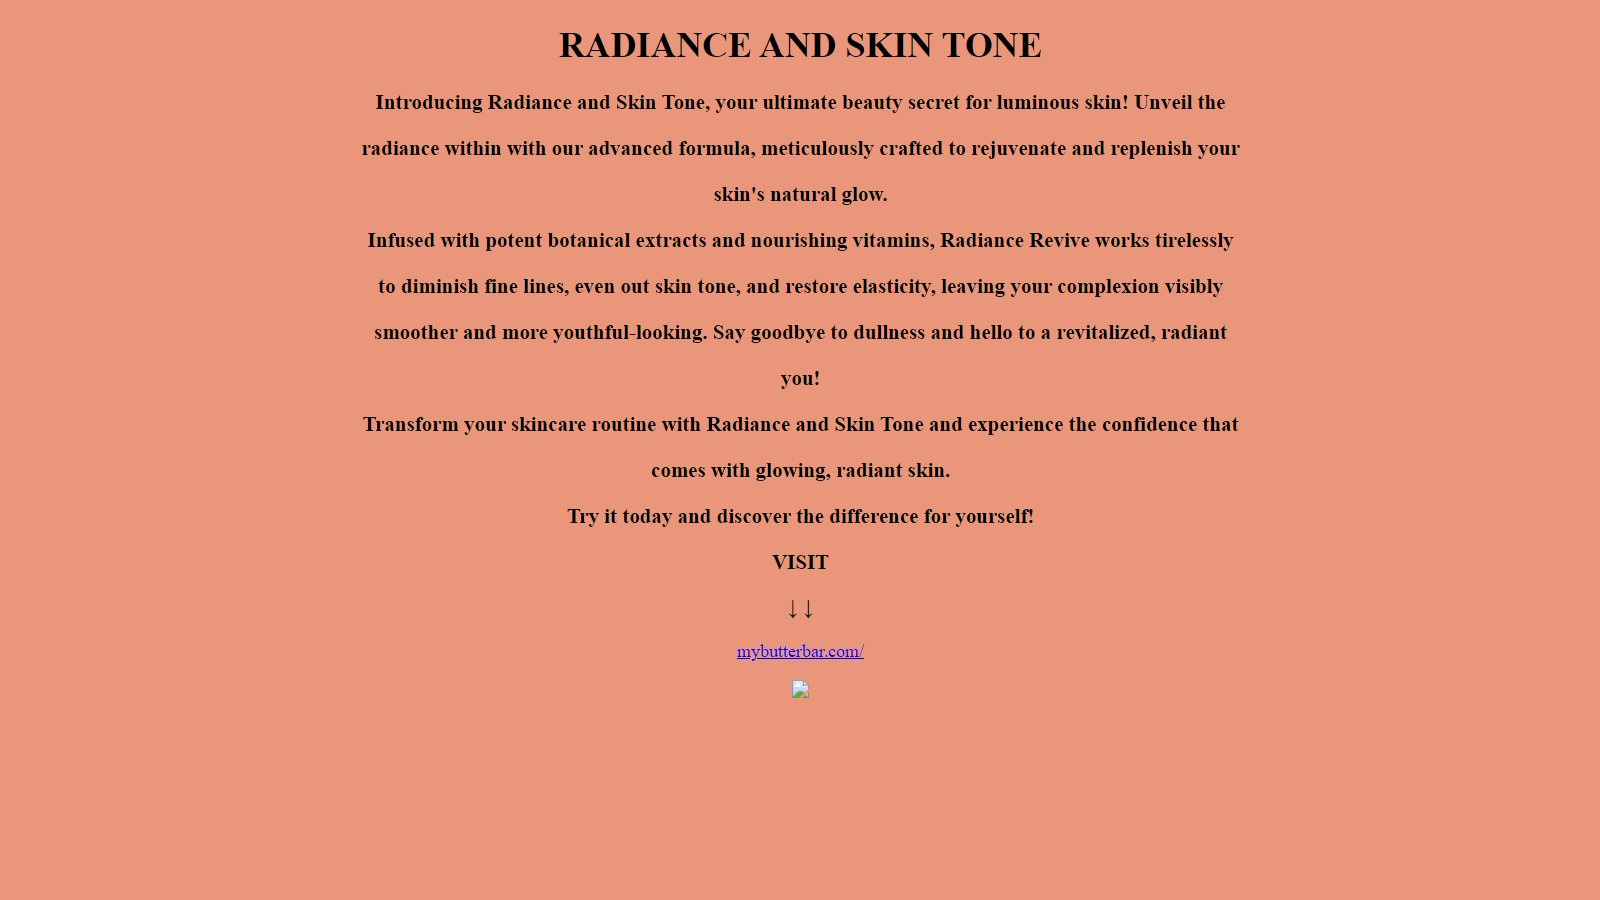 RADIANCE AND SKIN TONE
Introducing Radiance and Skin Tone, your ultimate beauty secret for luminous skin! Unveil the
radiance within with our advanced formula, meticulously crafted to rejuvenate and replenish your
skin's natural glow.
Infused with potent botanical extracts and nourishing vitamins, Radiance Revive works tirelessly
to diminish fine lines, even out skin tone, and restore elasticity, leaving your complexion visibly
smoother and more youthful-looking. Say goodbye to dullness and hello to a revitalized, radiant
you!
Transform your skincare routine with Radiance and Skin Tone and experience the confidence that
comes with glowing, radiant skin.
Try it today and discover the difference for yourself!
VISIT
↓↓
mybutterbar.com/